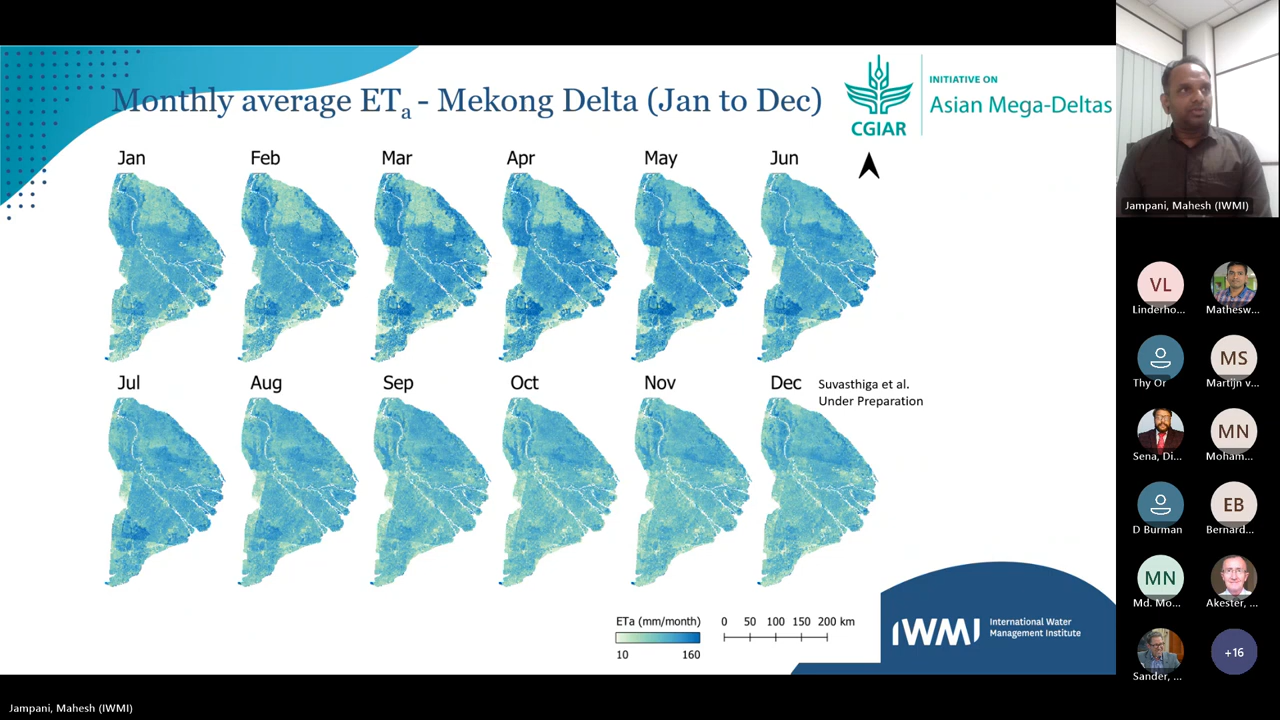 Monthly average ETa - Mekong Delta (Jan to Dec)
INITIATIVE ON
Asian Mega-Deltas
CGIAR
Jan
Feb
Mar
Apr
May
Jun
Jul
Aug
Sep
Oct
Nov
Dec
Suvasthiga et al.
Under Preparation
ETa (mm/month)
10
160
0 50 100 150 200 km
IWMI
International Water
Management Institute
Jampani, Mahesh (IWMI)
VL
Linderho...
Mathesw...
Thy Or
MS
Martijn v...
Sena, Di...
MN
Moham...
D Burman
EB
Bernard...
MN
Md. Mo...
Akester, ...
Sander, ...
+16
Jampani, Mahesh (IWMI)